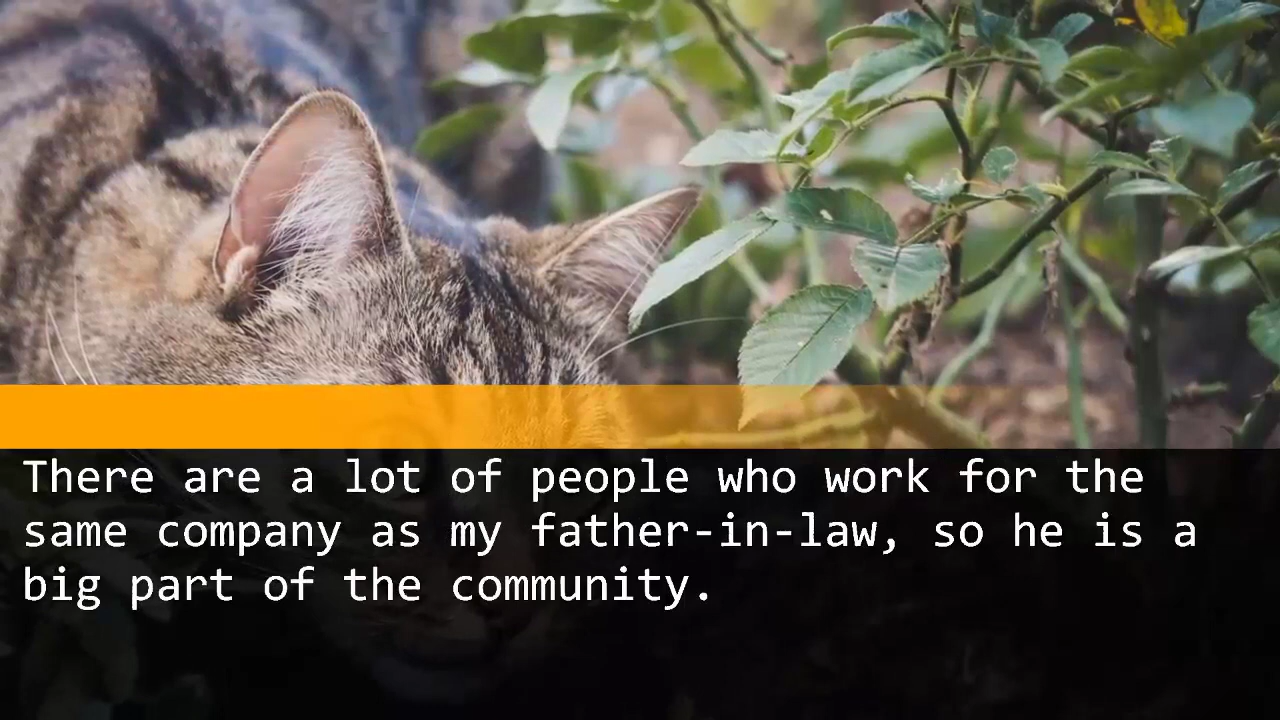 There are a lot of people who work for the
same company as my father-in-law, so he is a
big part of the community.